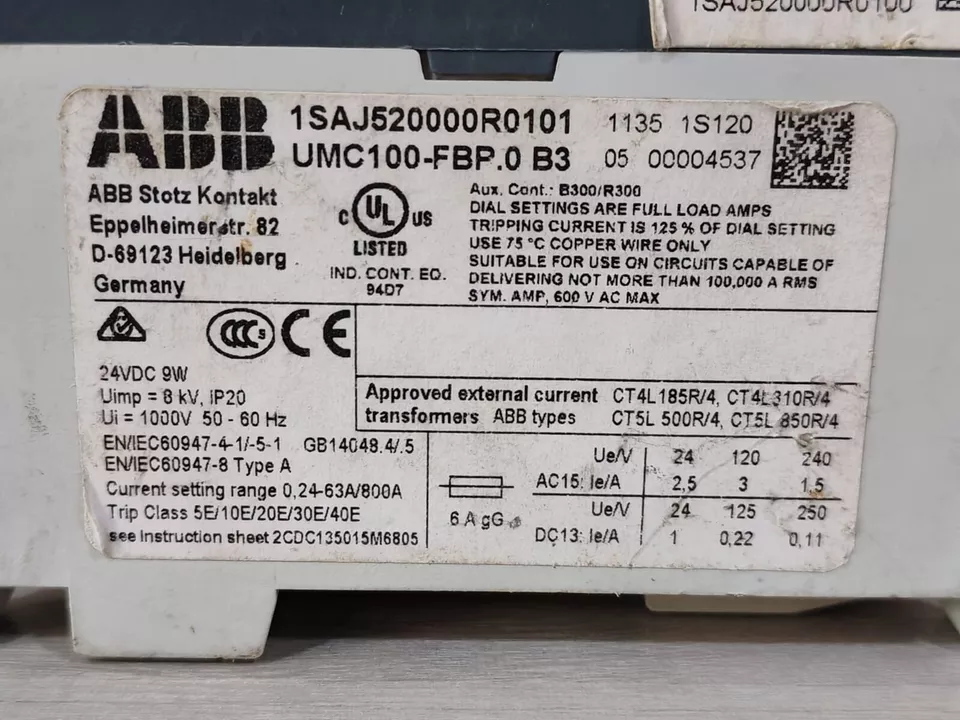 1SAJ520000R0100
ABB
1SAJ520000R0101 1135 1S120
UMC100-FBP.0 B3 05 00004537
ABB Stotz Kontakt
Eppelheimerstr. 82
D-69123 Heidelberg
Germany
C UL US
LISTED
IND. CONT. EQ.
94D7
Aux. Cont.: B300/R300
DIAL SETTINGS ARE FULL LOAD AMPS
TRIPPING CURRENT IS 125 % OF DIAL SETTING
USE 75 °C COPPER WIRE ONLY
SUITABLE FOR USE ON CIRCUITS CAPABLE OF
DELIVERING NOT MORE THAN 100,000 A RMS
SYM. AMP, 600 V AC MAX
CCC S CE
24VDC 9W
Uimp = 8 kV, IP20
Ui = 1000V 50 - 60 Hz
Approved external current CT4L185R/4, CT4L310R/4
transformers ABB types CT5L 500R/4, CT5L 850R/4
EN/IEC60947-4-1/-5-1 GB14048.4/.5
EN/IEC60947-8 Type A
Current setting range 0,24-63A/800A
Trip Class 5E/10E/20E/30E/40E
see instruction sheet 2CDC135015M6805
6 A gG
Ue/V 24 120 240
AC15: Ie/A 2,5 3 1,5
Ue/V 24 125 250
DC13: Ie/A 1 0,22 0,11